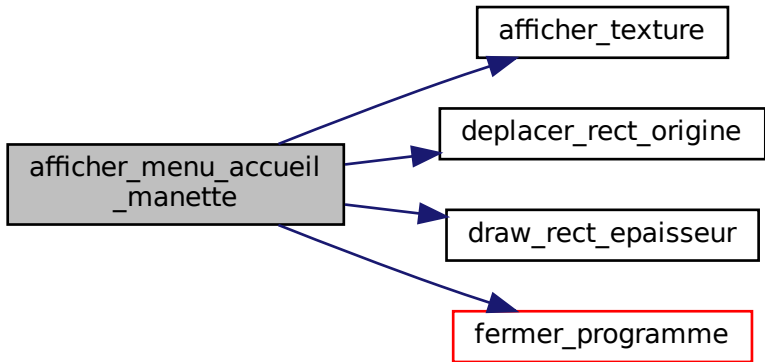 afficher_menu_accueil
_manette
afficher_texture
deplacer_rect_origine
draw_rect_epaisseur
fermer_programme